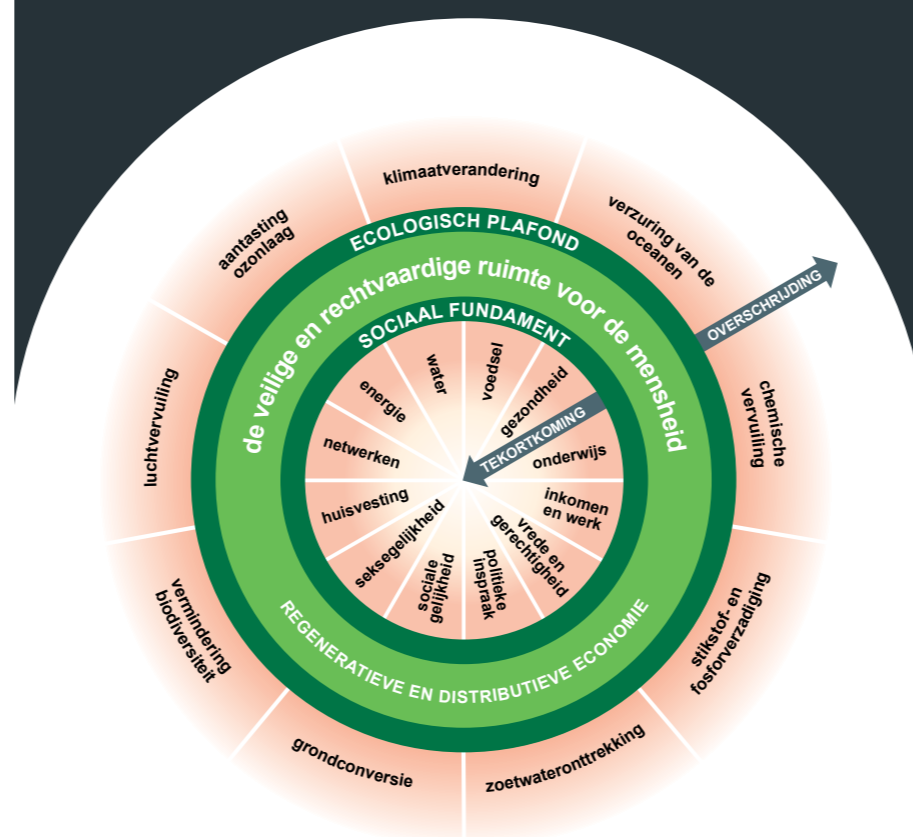 klimaatverandering
verzuring van de
oceanen
OVERSCHRIJDING
chemische
vervuiling
stikstof- en
fosforverzadiging
zoetwateronttrekking
grondconversie
vermindering
biodiversiteit
luchtvervuiling
aantasting
ozonlaag
ECOLOGISCH PLAFOND
de veilige en rechtvaardige ruimte voor de mensheid
SOCIAAL FUNDAMENT
voedsel
gezondheid
TEKORTKOMING
onderwijs
inkomen
en werk
vrede en
gerechtigheid
politieke
inspraak
sociale
gelijkheid
seksegelijkheid
huisvesting
netwerken
energie
water
REGENERATIEVE EN DISTRIBUTIEVE ECONOMIE